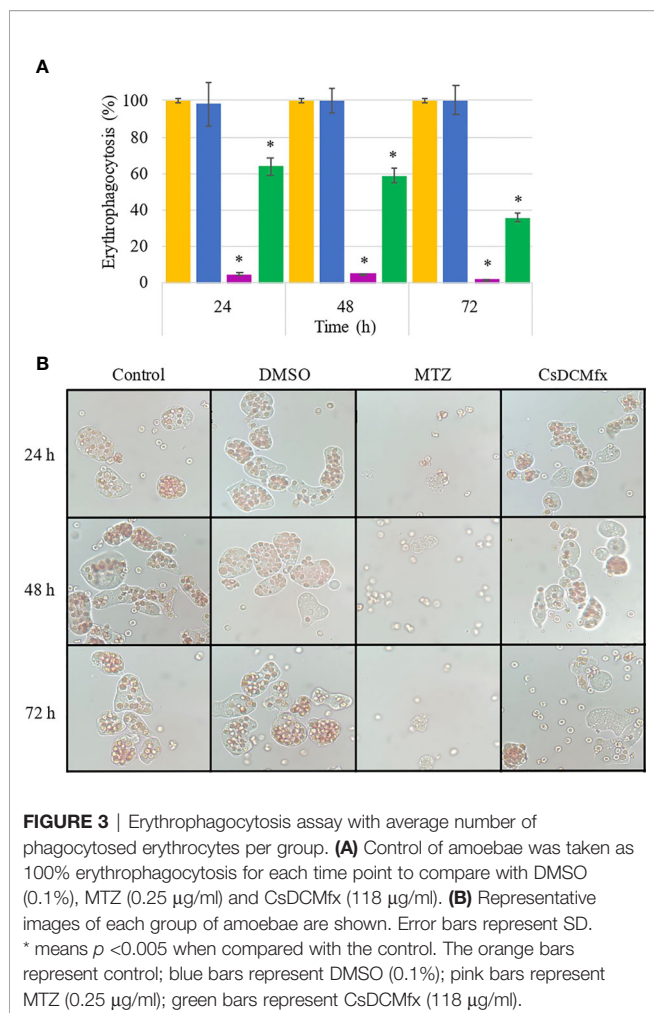 A
Erythrophagocytosis (%)
100
80
60
40
20
0
* * * * * *
24 48 72
Time (h)
B
Control DMSO MTZ CsDCMfx
24 h
48 h
72 h
FIGURE 3 | Erythrophagocytosis assay with average number of
phagocytosed erythrocytes per group. (A) Control of amoebae was taken as
100% erythrophagocytosis for each time point to compare with DMSO
(0.1%), MTZ (0.25 μg/ml) and CsDCMfx (118 μg/ml). (B) Representative
images of each group of amoebae are shown. Error bars represent SD.
* means p <0.005 when compared with the control. The orange bars
represent control; blue bars represent DMSO (0.1%); pink bars represent
MTZ (0.25 μg/ml); green bars represent CsDCMfx (118 μg/ml).